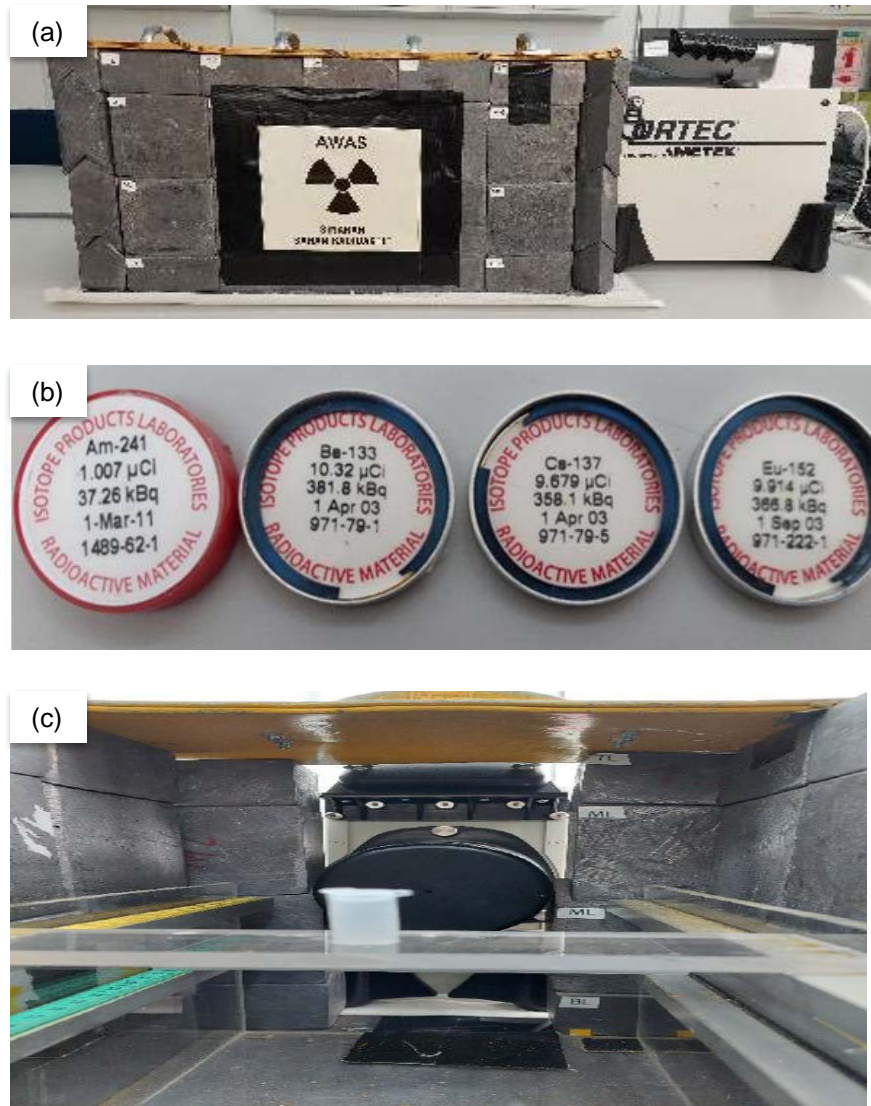 (a)
AWAS
ORTEC
AMETEK
(b)
ISOTOPE PRODUCTS LABORATORIES
Am-241
1.007 µCi
37.26 kBq
1-Mar-11
1489-62-1
RADIOACTIVE MATERIAL
ISOTOPE PRODUCTS LABORATORIES
Ba-133
10.32 µCi
381.8 kBq
1 Apr 03
971-79-1
RADIOACTIVE MATERIAL
ISOTOPE PRODUCTS LABORATORIES
Cs-137
9.679 µCi
358.1 kBq
1 Apr 03
971-79-5
RADIOACTIVE MATERIAL
ISOTOPE PRODUCTS LABORATORIES
Eu-152
9.914 µCi
366.8 kBq
1 Sep 03
971-222-1
RADIOACTIVE MATERIAL
(c)
TL
ML
ML
BL